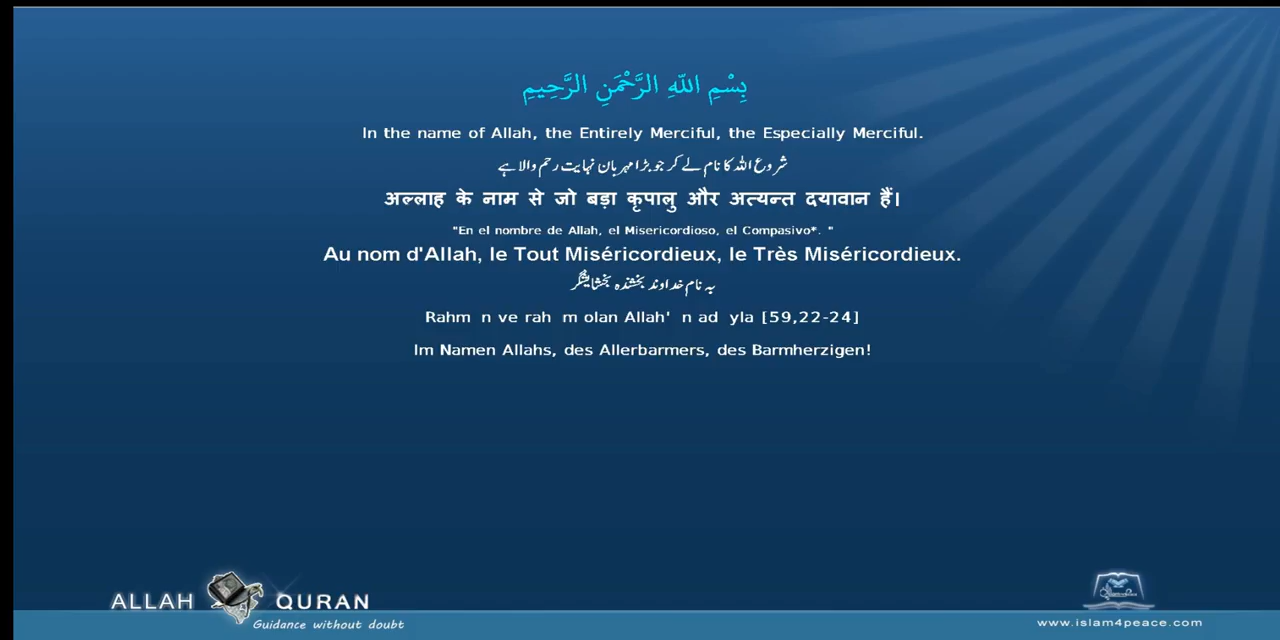 بِسْمِ اللّٰهِ الرَّحْمَنِ الرَّحِيمِ
In the name of Allah, the Entirely Merciful, the Especially Merciful.
شروع الله کا نام لے کر جو بڑا مہربان نہایت رحم والا ہے
अल्लाह के नाम से जो बड़ा कृपालु और अत्यन्त दयावान हैं।
"En el nombre de Allah, el Misericordioso, el Compasivo*. "
Au nom d'Allah, le Tout Miséricordieux, le Très Miséricordieux.
به نام خداوند بخشنده بخشایشگر
Rahm n ve rah m olan Allah' n ad yla [59,22-24]
Im Namen Allahs, des Allerbarmers, des Barmherzigen!
ALLAH QURAN
Guidance without doubt
www.islam4peace.com